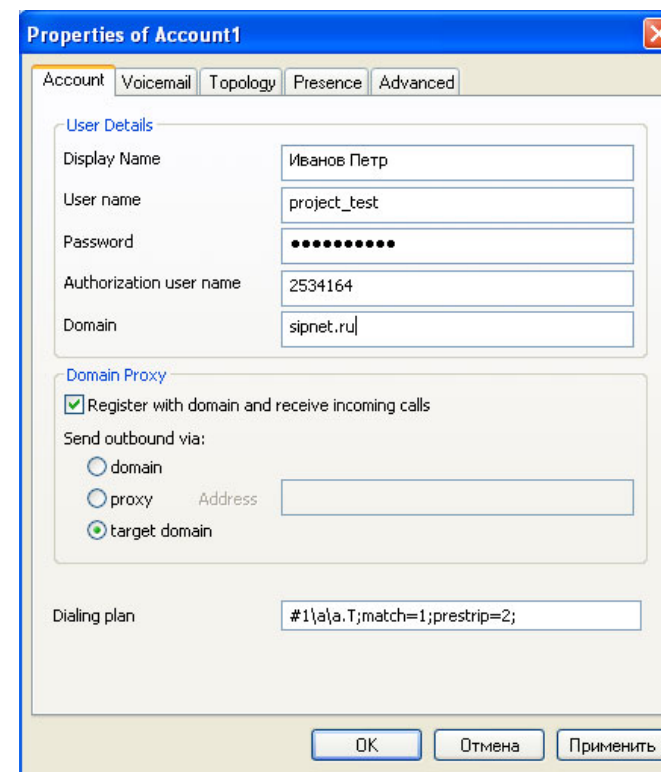 Properties of Account1
Account Voicemail Topology Presence Advanced
User Details
Display Name Иванов Петр
User name project_test
Password ●●●●●●●●●●
Authorization user name 2534164
Domain sipnet.ru
Domain Proxy
Register with domain and receive incoming calls
Send outbound via:
domain
proxy Address
target domain
Dialing plan #1\a\a.T;match=1;prestrip=2;
OK Отмена Применить